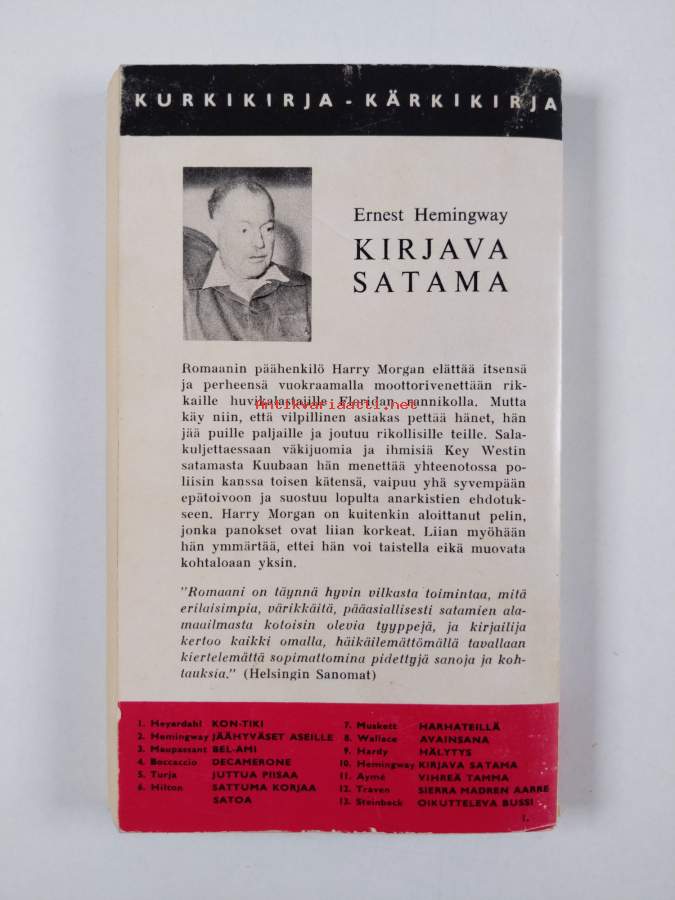 KURKIKIRJA - KÄRKIKIRJA
Ernest Hemingway
KIRJAVA
SATAMA
Romaanin päähenkilö Harry Morgan elättää itsensä
ja perheensä vuokraamalla moottorivenettään rik-
kaille huvikalastajille Floridan rannikolla. Mutta
Antikvariaatti.net
käy niin, että vilpillinen asiakas pettää hänet, hän
jää puille paljaille ja joutuu rikollisille teille. Sala-
kuljettaessaan väkijuomia ja ihmisiä Key Westin
satamasta Kuubaan hän menettää yhteenotossa po-
liisin kanssa toisen kätensä, vaipuu yhä syvempään
epätoivoon ja suostuu lopulta anarkistien ehdotuk-
seen. Harry Morgan on kuitenkin aloittanut pelin,
jonka panokset ovat liian korkeat. Liian myöhään
hän ymmärtää, ettei hän voi taistella eikä muovata
kohtaloaan yksin.
"Romaani on täynnä hyvin vilkasta toimintaa, mitä
erilaisimpia, värikkäitä, pääasiallisesti satamien ala-
maailmasta kotoisin olevia tyyppejä, ja kirjailija
kertoo kaikki omalla, häikäilemättömällä tavallaan
kiertelemättä sopimattomina pidettyjä sanoja ja koh-
tauksia." (Helsingin Sanomat)
1. Heyerdahl KON-TIKI
2. Hemingway JÄÄHYVÄSET ASEILLE
3. Maupassant BEL-AMI
4. Boccaccio DECAMERONE
5. Turja JUTTUA PIISAA
6. Hilton SATTUMA KORJAA
SATOA
7. Muskett HARHATEILLÄ
8. Wallace AVAINSANA
9. Hardy HÄLYTYS
10. Hemingway KIRJAVA SATAMA
11. Aymé VIHREÄ TAMMA
12. Traven SIERRA MADREN AARRE
13. Steinbeck OIKUTTELEVA BUSSI
1.